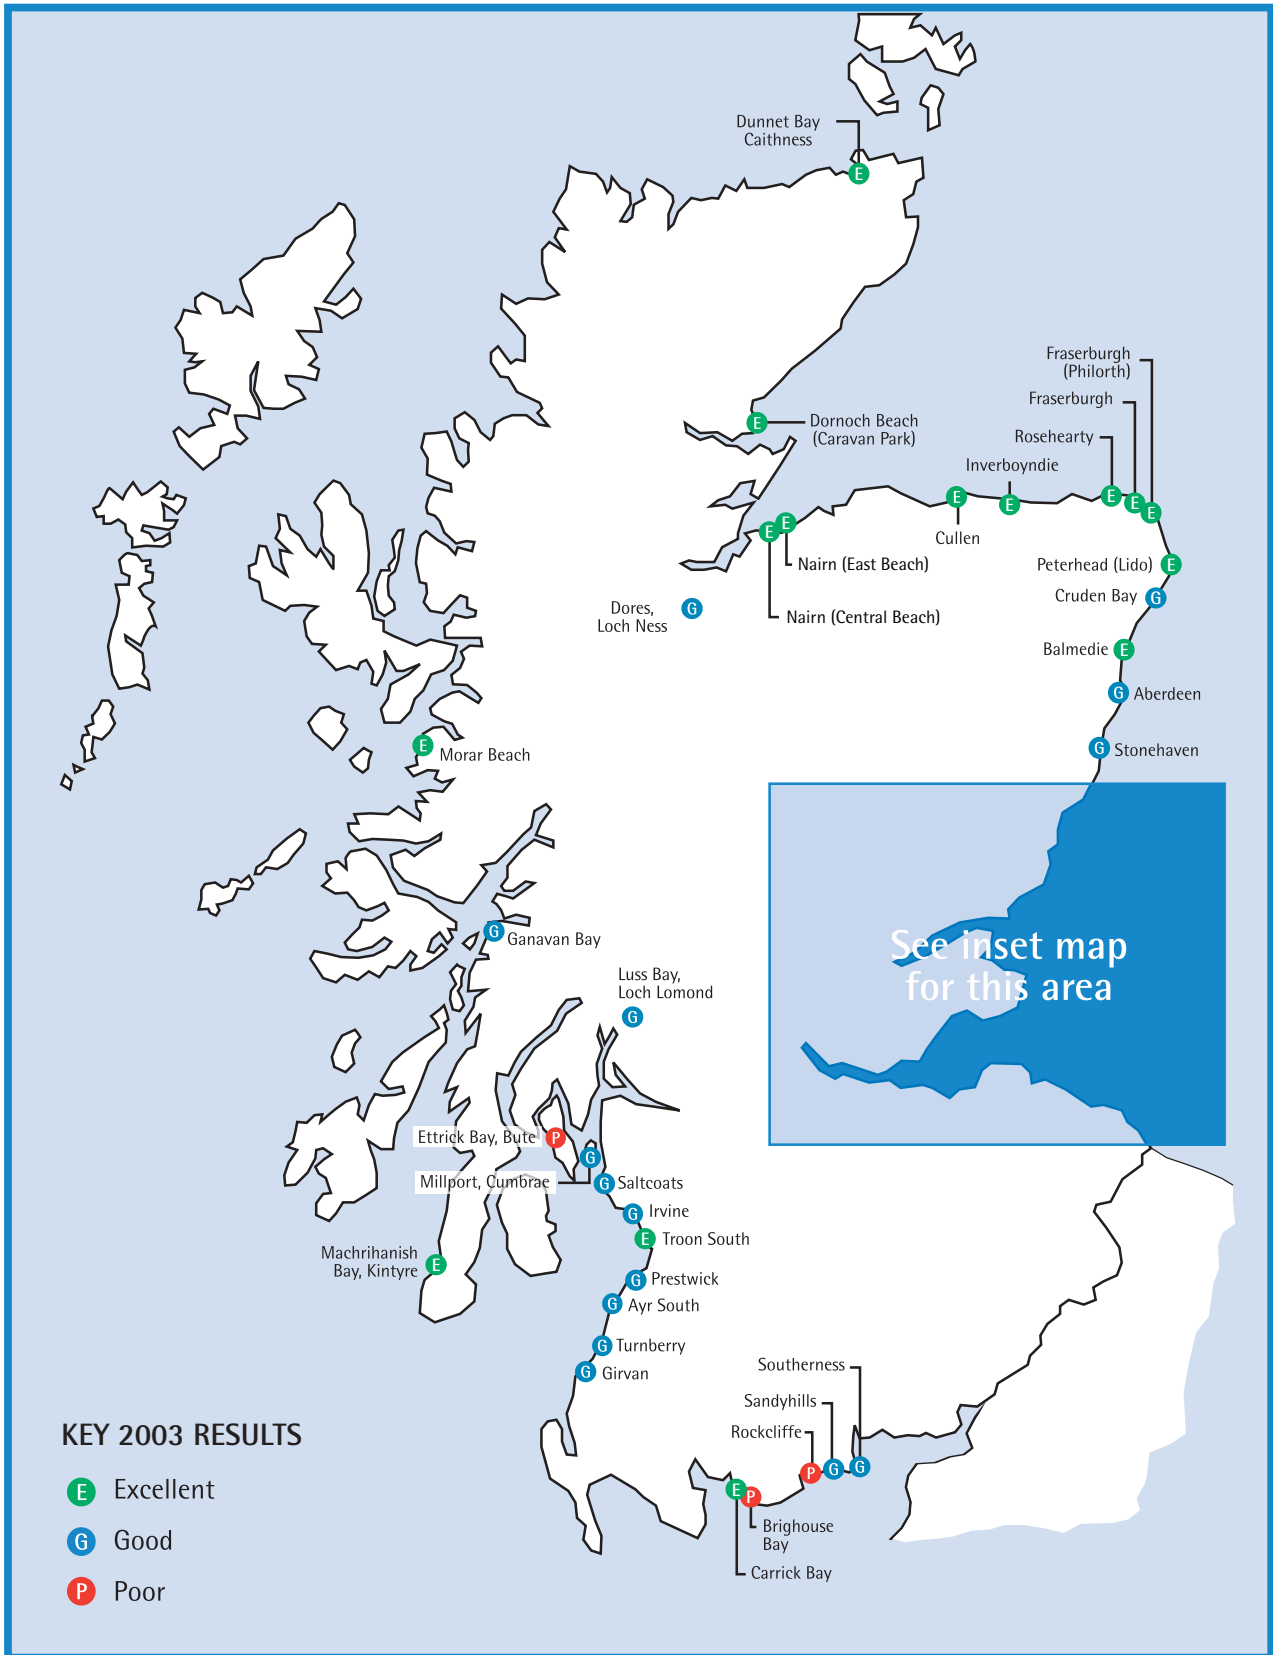 Dunnet Bay
Caithness
E
Fraserburgh
(Philorth)
Fraserburgh
Dornoch Beach
(Caravan Park)
E
Rosehearty
Inverboyndie
E
E
E
E
E
Cullen
E
E
Nairn (East Beach)
Nairn (Central Beach)
Peterhead (Lido)
E
Cruden Bay
G
Dores,
Loch Ness
G
Balmedie
E
G
Aberdeen
G
Stonehaven
E
Morar Beach
See inset map
for this area
G
Ganavan Bay
Luss Bay,
Loch Lomond
G
Ettrick Bay, Bute
P
G
Millport, Cumbrae
G
Saltcoats
G
Irvine
E
Troon South
Machrihanish
Bay, Kintyre
E
G
Prestwick
G
Ayr South
G
Turnberry
G
Girvan
Southerness
Sandyhills
Rockcliffe
P
G
G
E
P
Brighouse
Bay
Carrick Bay
KEY 2003 RESULTS
E
Excellent
G
Good
P
Poor